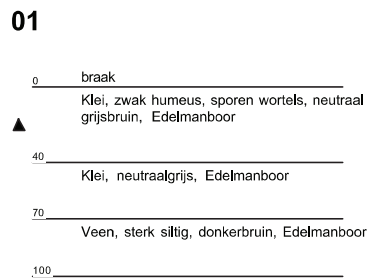 01
0 braak
Klei, zwak humeus, sporen wortels, neutraal
grijsbruin, Edelmanboor
40
Klei, neutraalgrijs, Edelmanboor
70
Veen, sterk siltig, donkerbruin, Edelmanboor
100